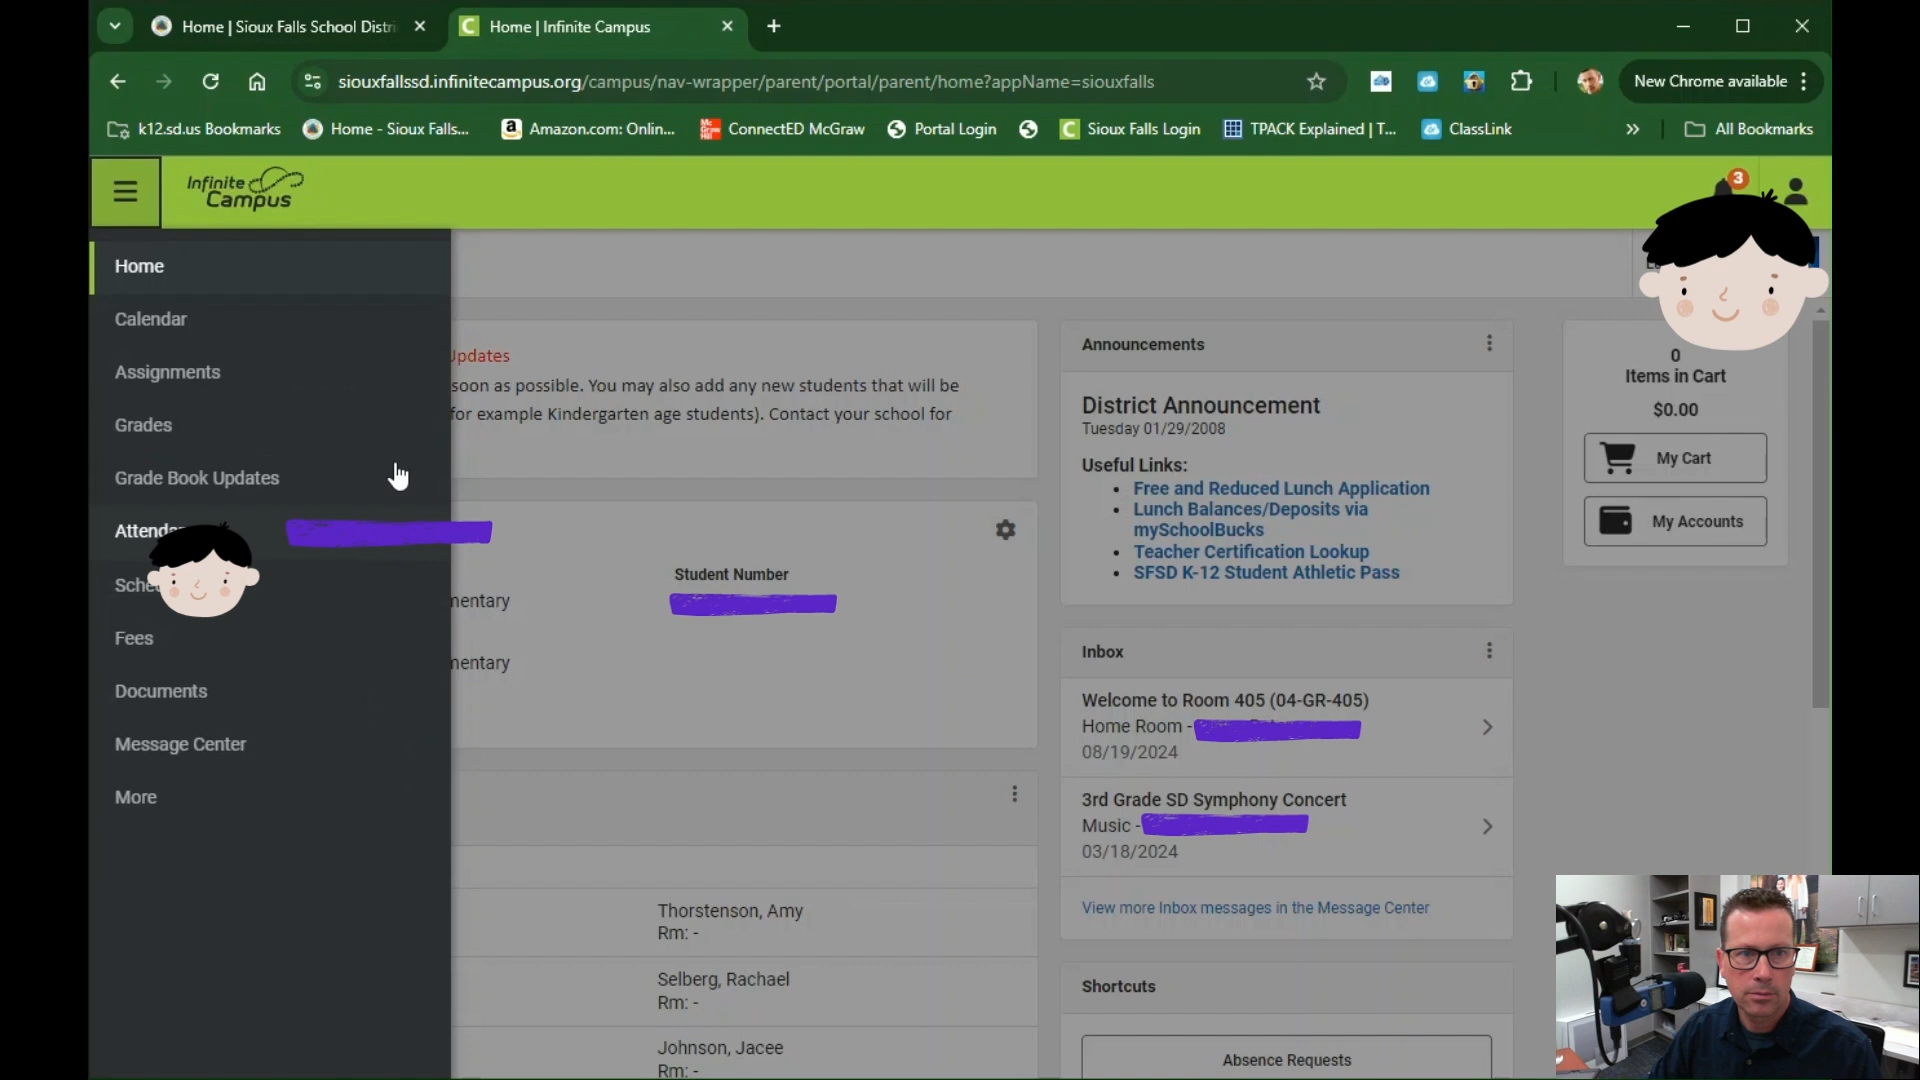 Home | Sioux Falls School Distri
Home | Infinite Campus
siouxfallssd.infinitecampus.org/campus/nav-wrapper/parent/portal/parent/home?appName=siouxfalls
New Chrome available
k12.sd.us Bookmarks
Home - Sioux Falls...
Amazon.com: Onlin...
ConnectED McGraw
Portal Login
Sioux Falls Login
TPACK Explained | T...
ClassLink
All Bookmarks
Infinite
Campus
3
Home
Calendar
Assignments
Grades
Grade Book Updates
Attenda
Sche
Fees
Documents
Message Center
More
Updates
soon as possible. You may also add any new students that will be
for example Kindergarten age students). Contact your school for
Student Number
mentary
mentary
Thorstenson, Amy
Rm: -
Selberg, Rachael
Rm: -
Johnson, Jacee
Rm: -
Announcements
District Announcement
Tuesday 01/29/2008
Useful Links:
Free and Reduced Lunch Application
Lunch Balances/Deposits via
mySchoolBucks
Teacher Certification Lookup
SFSD K-12 Student Athletic Pass
Inbox
Welcome to Room 405 (04-GR-405)
Home Room -
08/19/2024
3rd Grade SD Symphony Concert
Music -
03/18/2024
View more Inbox messages in the Message Center
Shortcuts
Absence Requests
0
Items in Cart
$0.00
My Cart
My Accounts